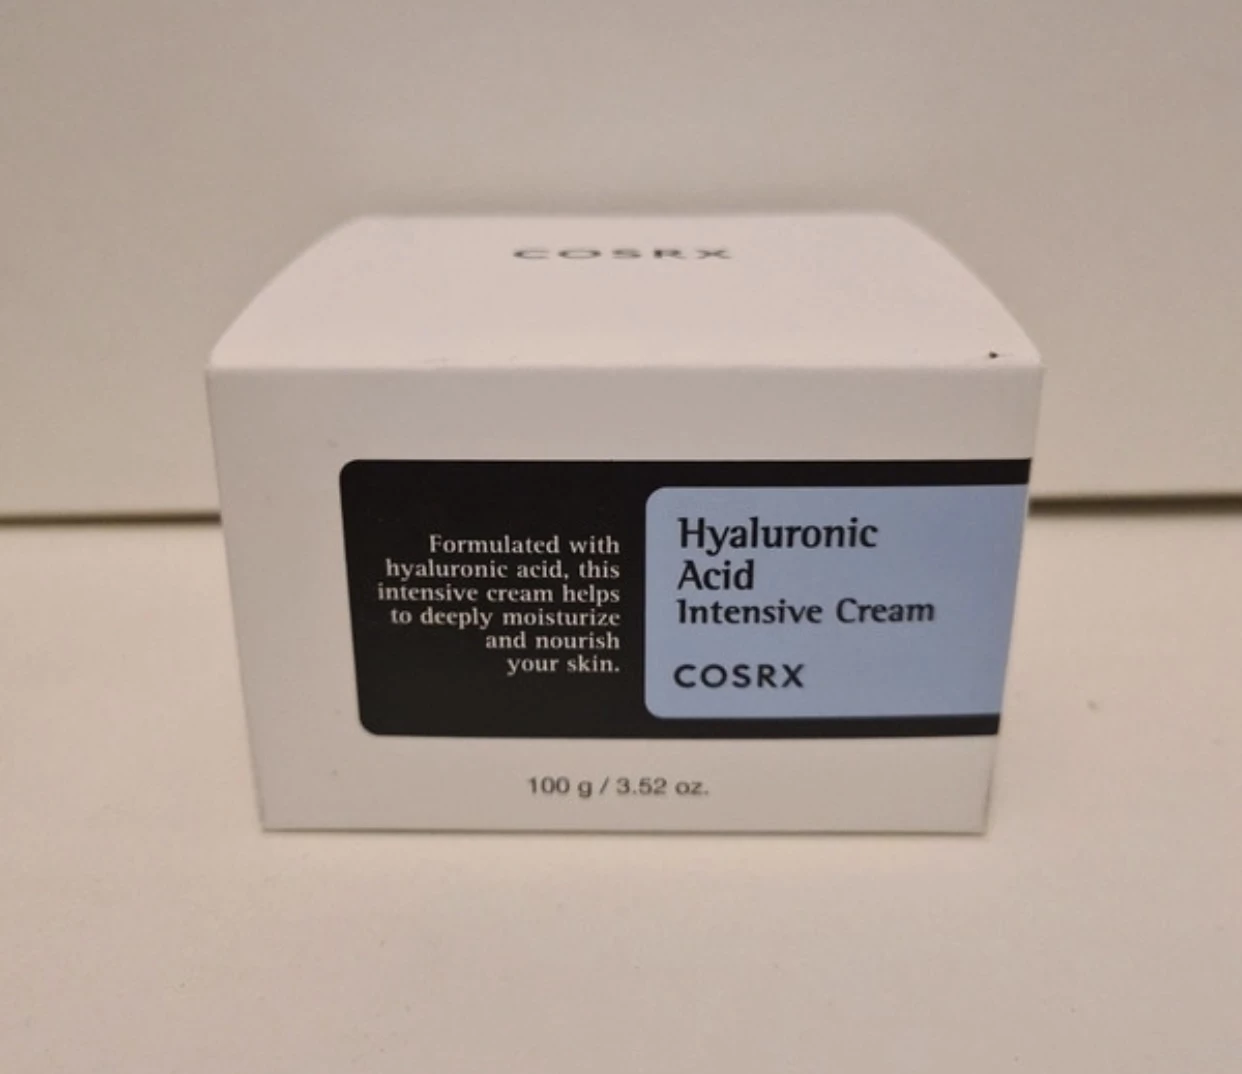 COSRX
Formulated with
hyaluronic acid, this
intensive cream helps
to deeply moisturize
and nourish
your skin.
Hyaluronic
Acid
Intensive Cream
COSRX
100 g / 3.52 oz.